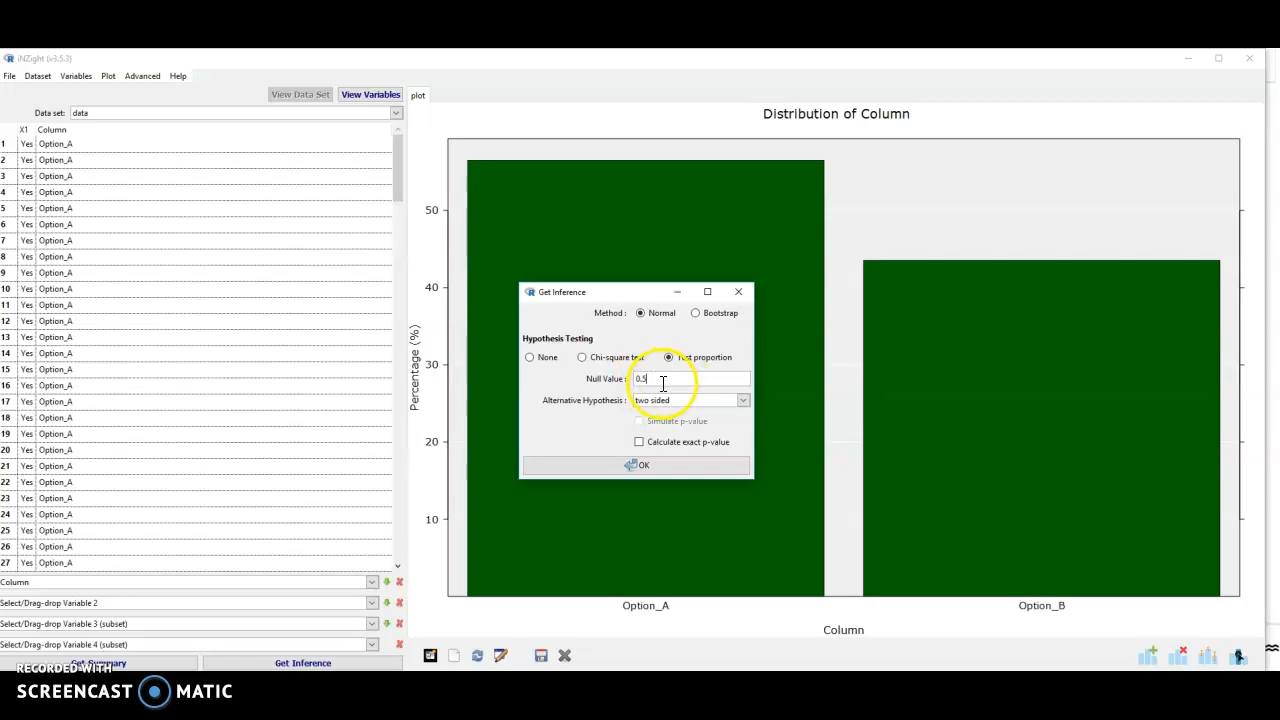 iNZight (v3.5.3)
File Dataset Variables Plot Advanced Help
View Data Set View Variables plot
Data set: data
X1 Column
1 Yes Option_A
2 Yes Option_A
3 Yes Option_A
4 Yes Option_A
5 Yes Option_A
6 Yes Option_A
7 Yes Option_A
8 Yes Option_A
9 Yes Option_A
10 Yes Option_A
11 Yes Option_A
12 Yes Option_A
13 Yes Option_A
14 Yes Option_A
15 Yes Option_A
16 Yes Option_A
17 Yes Option_A
18 Yes Option_A
19 Yes Option_A
20 Yes Option_A
21 Yes Option_A
22 Yes Option_A
23 Yes Option_A
24 Yes Option_A
25 Yes Option_A
26 Yes Option_A
27 Yes Option_A
Column
Select/Drag-drop Variable 2
Select/Drag-drop Variable 3 (subset)
Select/Drag-drop Variable 4 (subset)
Get Summary Get Inference
Distribution of Column
Percentage (%)
50
40
30
20
10
Option_A Option_B
Column
Get Inference
Method : Normal Bootstrap
Hypothesis Testing
None Chi-square test Test proportion
Null Value : 0.5
Alternative Hypothesis : two sided
Simulate p-value
Calculate exact p-value
OK
RECORDED WITH
SCREENCAST MATIC